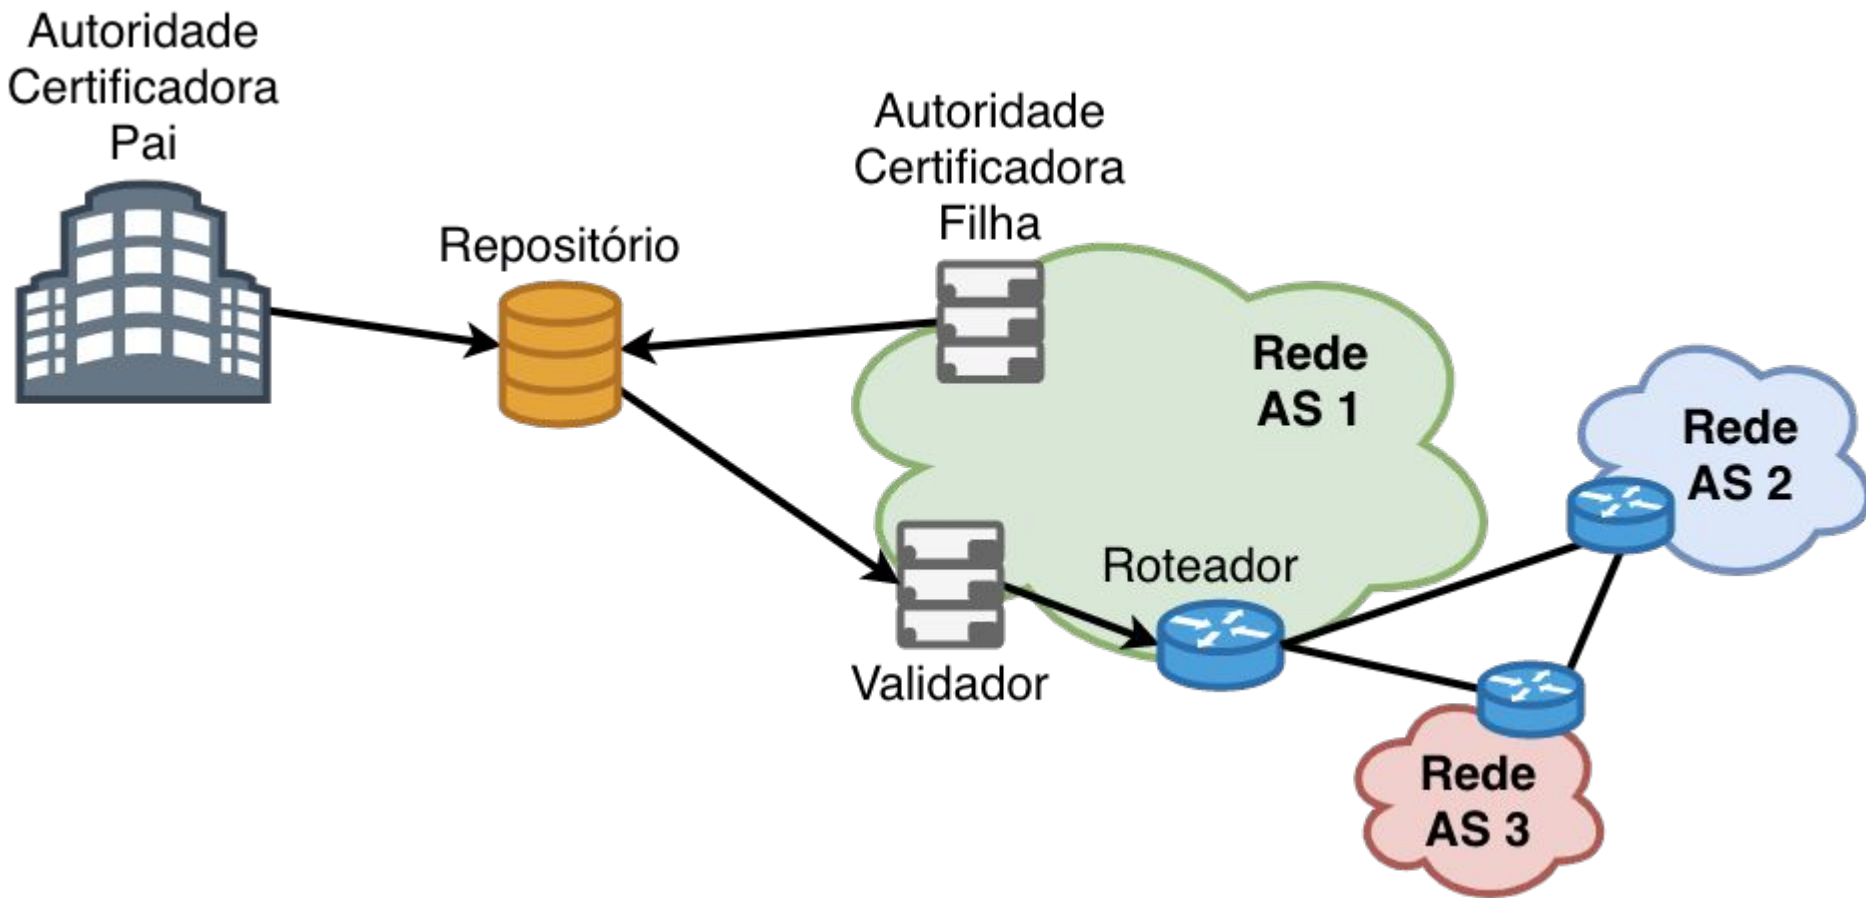 Autoridade
Certificadora
Pai
Repositório
Autoridade
Certificadora
Filha
Rede
AS 1
Rede
AS 2
Roteador
Validador
Rede
AS 3